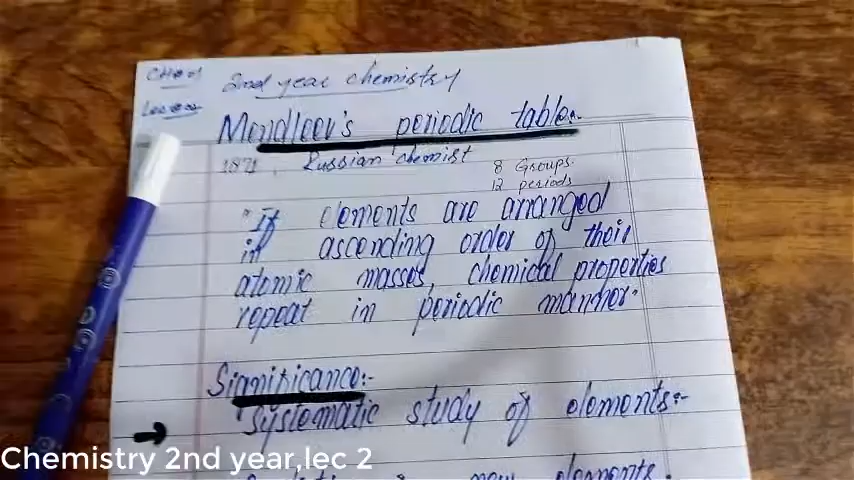 CH# 01 2nd year chemistry
Mendleev's periodic table:
1871, Russian chemist
8 Groups
12 periods
"If elements are arranged
in ascending order of their
atomic masses, chemical properties
repeat in periodic manner.
Significance:-
Systematic study of elements:-
new elements.
Chemistry 2nd year,lec 2